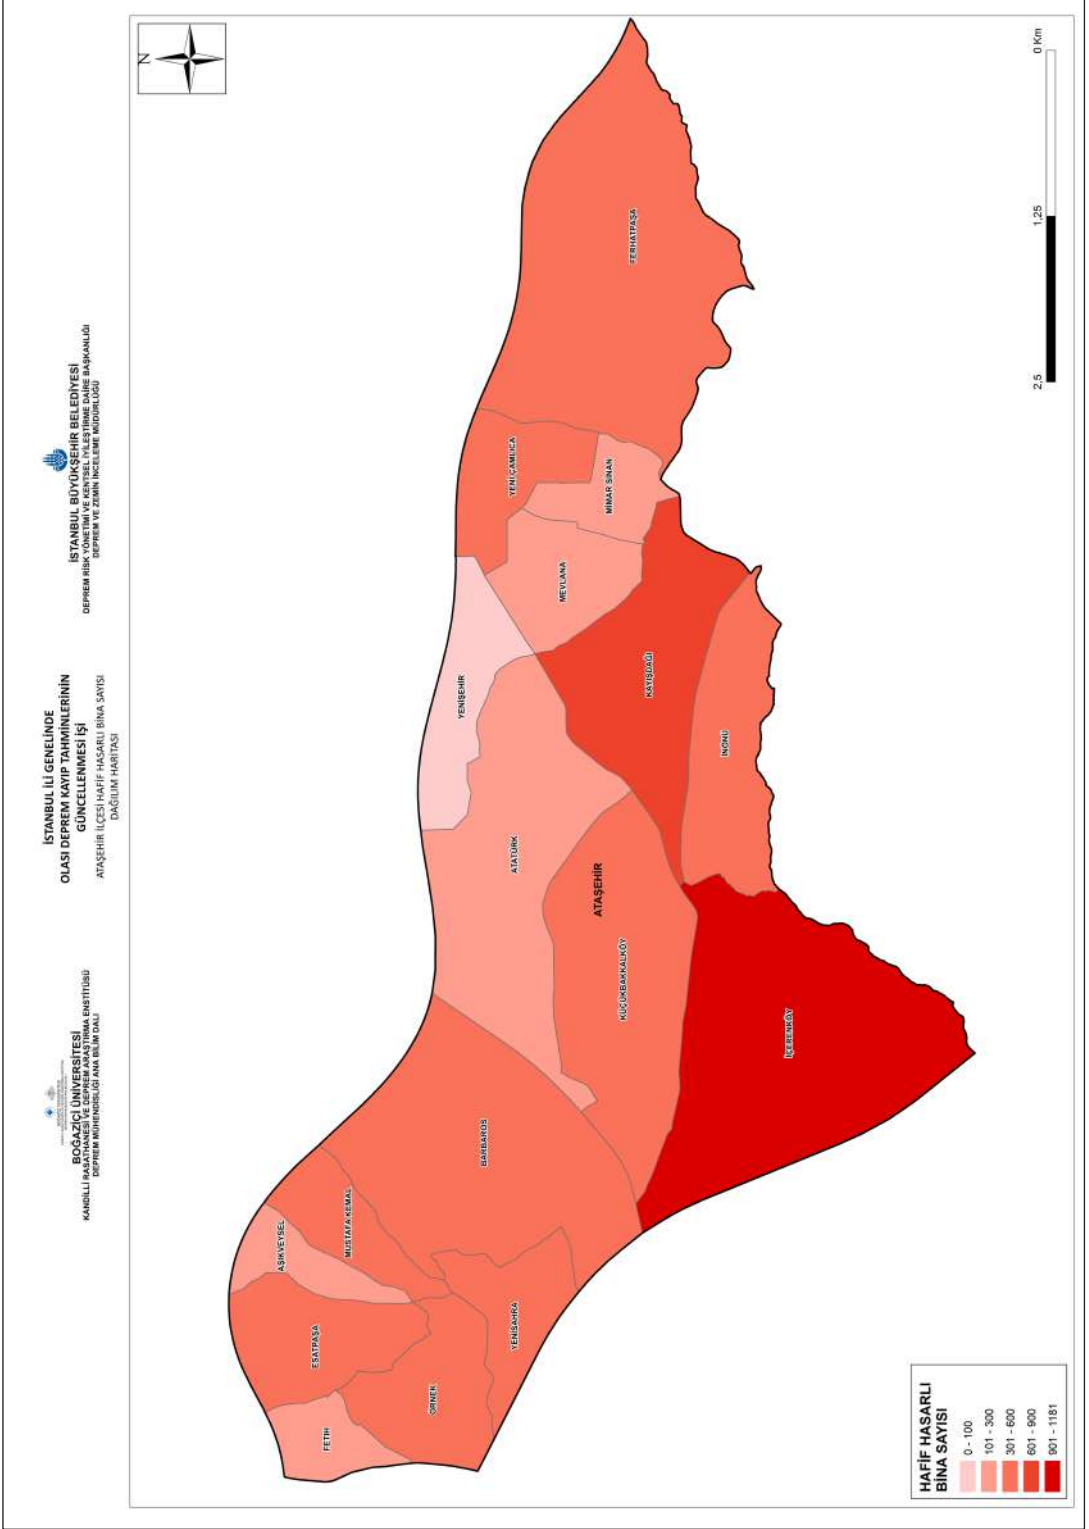 BOĞAZİÇİ ÜNİVERSİTESİ
KANDİLLİ RASATHANESİ VE DEPREM ARAŞTIRMA ENSTİTÜSÜ
DEPREM MÜHENDİSLİĞİ ANA BİLİM DALI
İSTANBUL İLİ GENELİNDE
OLASI DEPREM KAYIP TAHMİNLERİNİN
GÜNCELLENMESİ İŞİ
ATAŞEHİR İLÇESİ HAFİF HASARLI BİNA SAYISI
DAĞILIM HARİTASI
İSTANBUL BÜYÜKŞEHİR BELEDİYESİ
DEPREM RİSK YÖNETİMİ VE KENTSEL İYİLEŞTİRME DAİRE BAŞKANLIĞI
DEPREM VE ZEMİN İNCELEME MÜDÜRLÜĞÜ
N
AŞIKVEYSEL
ESATPAŞA
FETİH
MUSTAFA KEMAL
ÖRNEK
YENİSAHRA
BARBAROS
YENİŞEHİR
ATATÜRK
ATAŞEHİR
KÜÇÜKBAKKALKÖY
İÇERENKÖY
YENİ ÇAMLICA
MEVLANA
MİMAR SİNAN
KAYIŞDAĞI
İNÖNÜ
FERHATPAŞA
HAFİF HASARLI
BİNA SAYISI
0 - 100
101 - 300
301 - 600
601 - 900
901 - 1181
2,5 1,25 0 Km